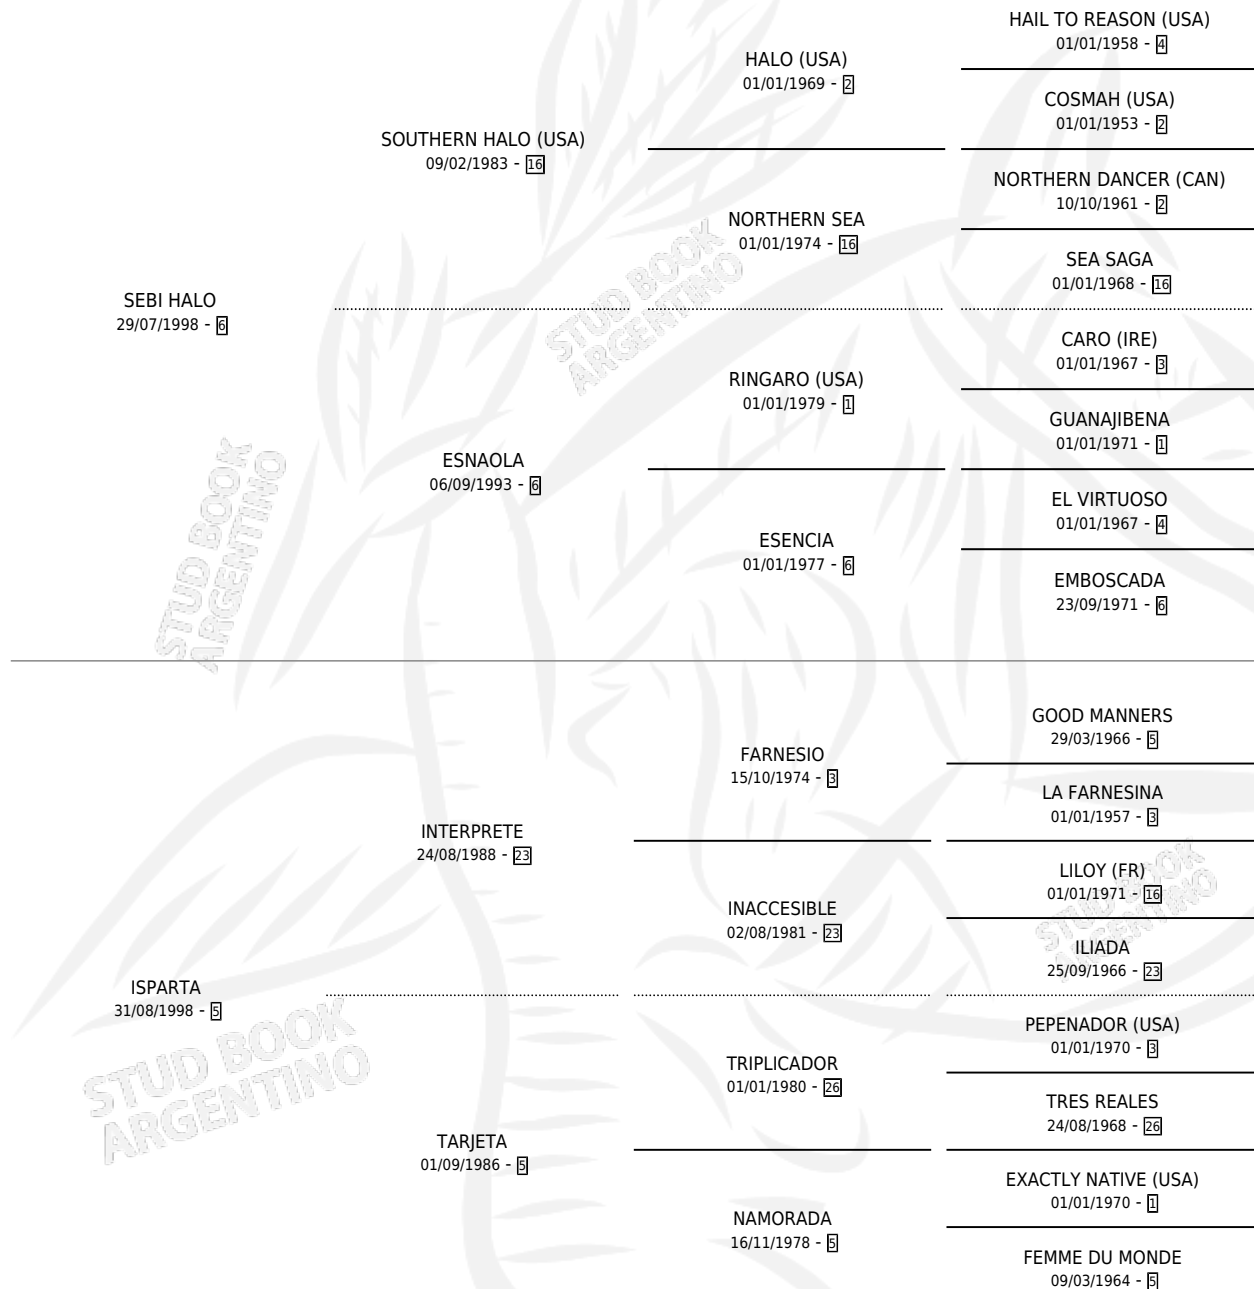 HAIL TO REASON (USA)
01/01/1958 - 4
HALO (USA)
01/01/1969 - 2
COSMAH (USA)
01/01/1953 - 2
SOUTHERN HALO (USA)
09/02/1983 - 16
NORTHERN DANCER (CAN)
10/10/1961 - 2
NORTHERN SEA
01/01/1974 - 16
SEA SAGA
01/01/1968 - 16
SEBI HALO
29/07/1998 - 6
CARO (IRE)
01/01/1967 - 3
RINGARO (USA)
01/01/1979 - 1
GUANAJIBENA
01/01/1971 - 1
ESNAOLA
06/09/1993 - 6
EL VIRTUOSO
01/01/1967 - 4
ESENCIA
01/01/1977 - 6
EMBOSCADA
23/09/1971 - 6
STUD BOOK
ARGENTINO
STUD BOOK
ARGENTINO
GOOD MANNERS
29/03/1966 - 5
FARNESIO
15/10/1974 - 3
LA FARNESINA
01/01/1957 - 3
INTERPRETE
24/08/1988 - 23
LILOY (FR)
01/01/1971 - 16
INACCESIBLE
02/08/1981 - 23
ILIADA
25/09/1966 - 23
STUD BOOK
ARGENTINO
ISPARTA
31/08/1998 - 5
PEPENADOR (USA)
01/01/1970 - 3
TRIPLICADOR
01/01/1980 - 26
TRES REALES
24/08/1968 - 26
STUD BOOK
ARGENTINO
TARJETA
01/09/1986 - 5
EXACTLY NATIVE (USA)
01/01/1970 - 1
NAMORADA
16/11/1978 - 5
FEMME DU MONDE
09/03/1964 - 5